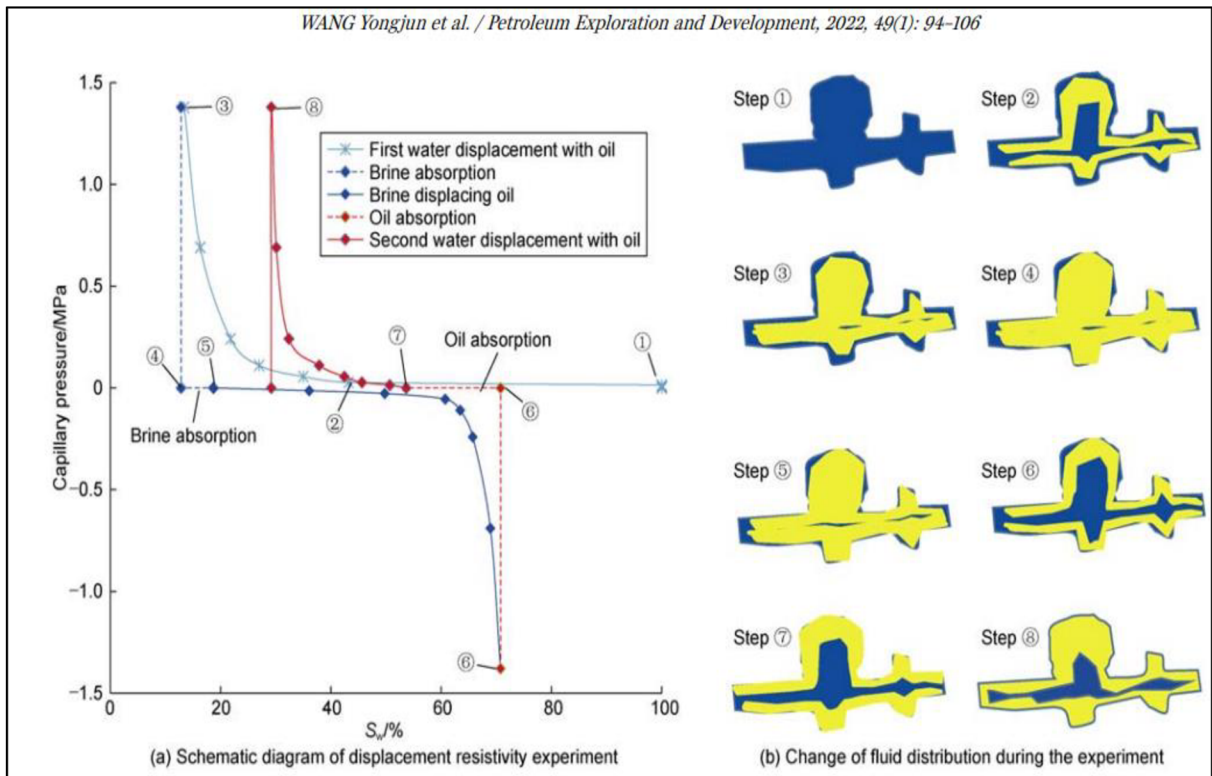 WANG Yongjun et al. / Petroleum Exploration and Development, 2022, 49(1): 94–106
1.5
1.0
0.5
0
−0.5
−1.0
−1.5
Capillary pressure/MPa
③
⑧
First water displacement with oil
Brine absorption
Brine displacing oil
Oil absorption
Second water displacement with oil
④
⑤
⑦
Oil absorption
①
Brine absorption
②
⑥
⑥
0
20
40
60
80
100
Sw/%
(a) Schematic diagram of displacement resistivity experiment
Step ①
Step ②
Step ③
Step ④
Step ⑤
Step ⑥
Step ⑦
Step ⑧
(b) Change of fluid distribution during the experiment